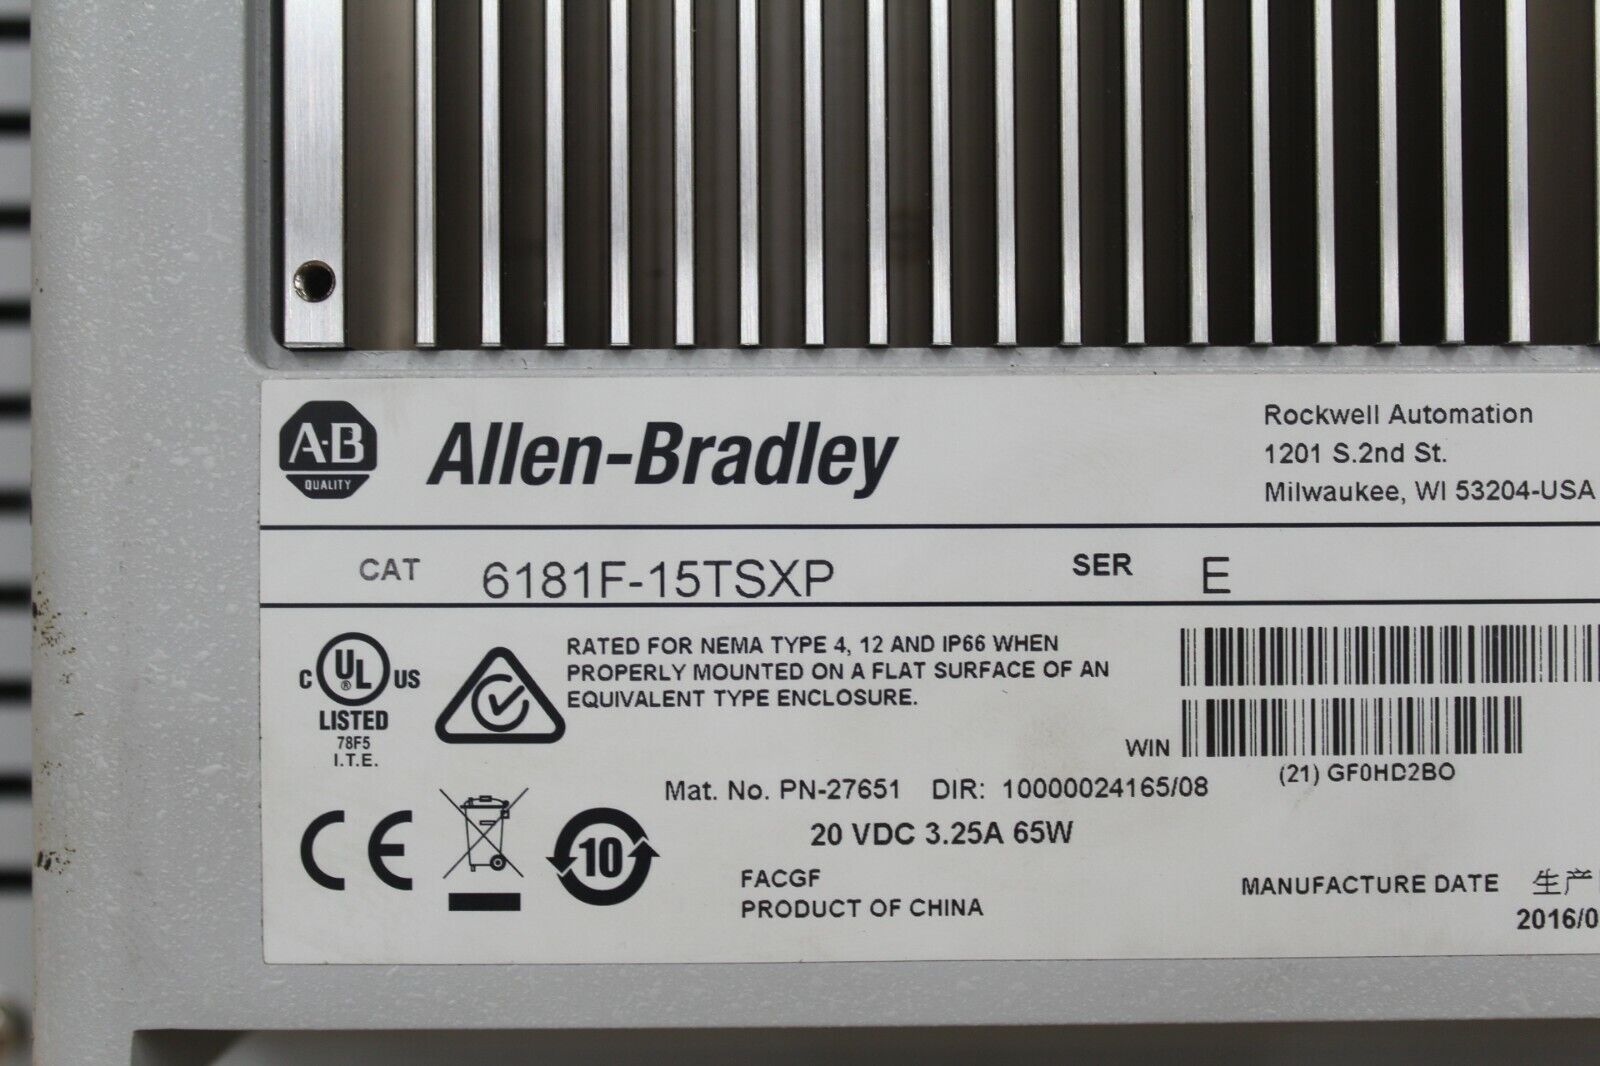 A-B
QUALITY
Allen-Bradley
Rockwell Automation
1201 S.2nd St.
Milwaukee, WI 53204-USA
CAT 6181F-15TSXP SER E
C UL US
®
LISTED
78F5
I.T.E.
RATED FOR NEMA TYPE 4, 12 AND IP66 WHEN
PROPERLY MOUNTED ON A FLAT SURFACE OF AN
EQUIVALENT TYPE ENCLOSURE.
WIN
(21) GF0HD2BO
Mat. No. PN-27651 DIR: 10000024165/08
20 VDC 3.25A 65W
CE
10
FACGF
PRODUCT OF CHINA
MANUFACTURE DATE 生产
2016/0